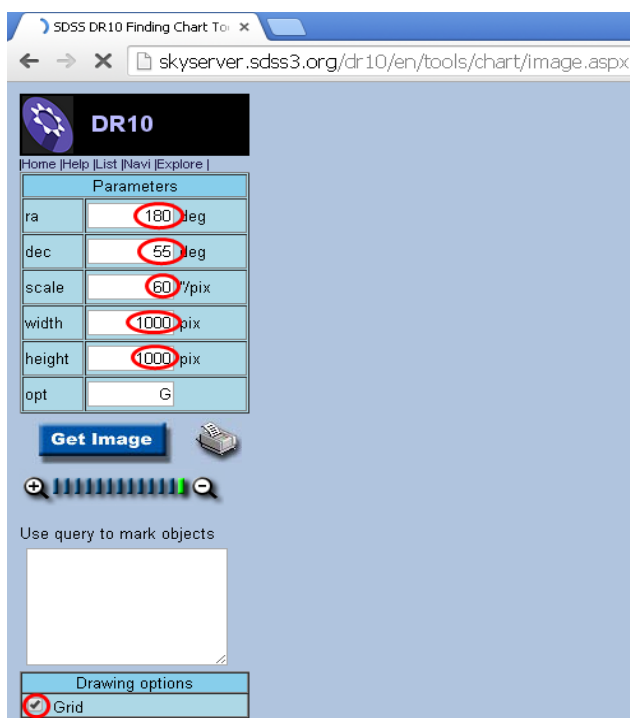 SDSS DR10 Finding Chart To
skyserver.sdss3.org/dr10/en/tools/chart/image.aspx
DR10
|Home |Help |List |Navi |Explore |
Parameters
ra 180 deg
dec 55 deg
scale 60 "/pix
width 1000 pix
height 1000 pix
opt G
Get Image
Use query to mark objects
Drawing options
Grid